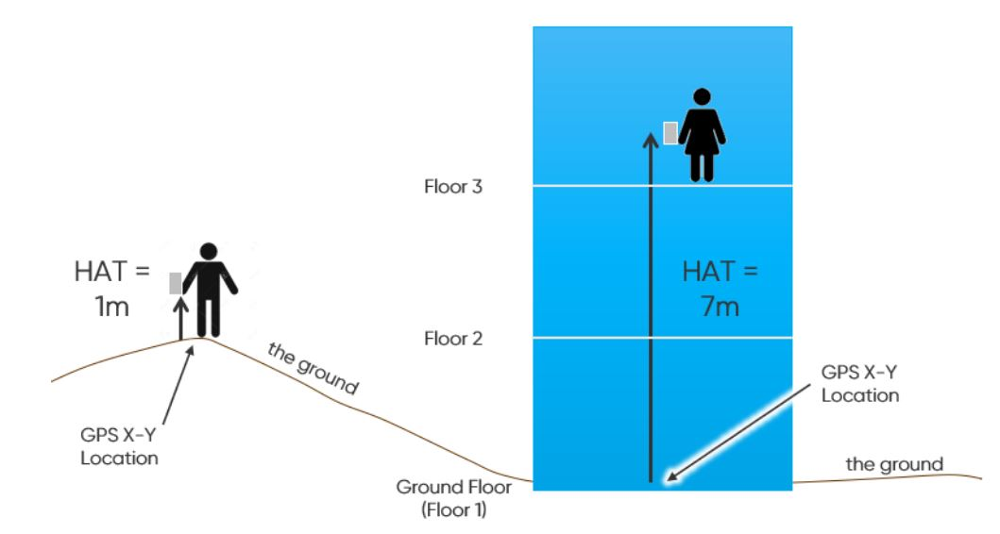 Floor 3
HAT =
1m
HAT =
7m
Floor 2
the ground
GPS X-Y
Location
GPS X-Y
Location
the ground
Ground Floor
(Floor 1)